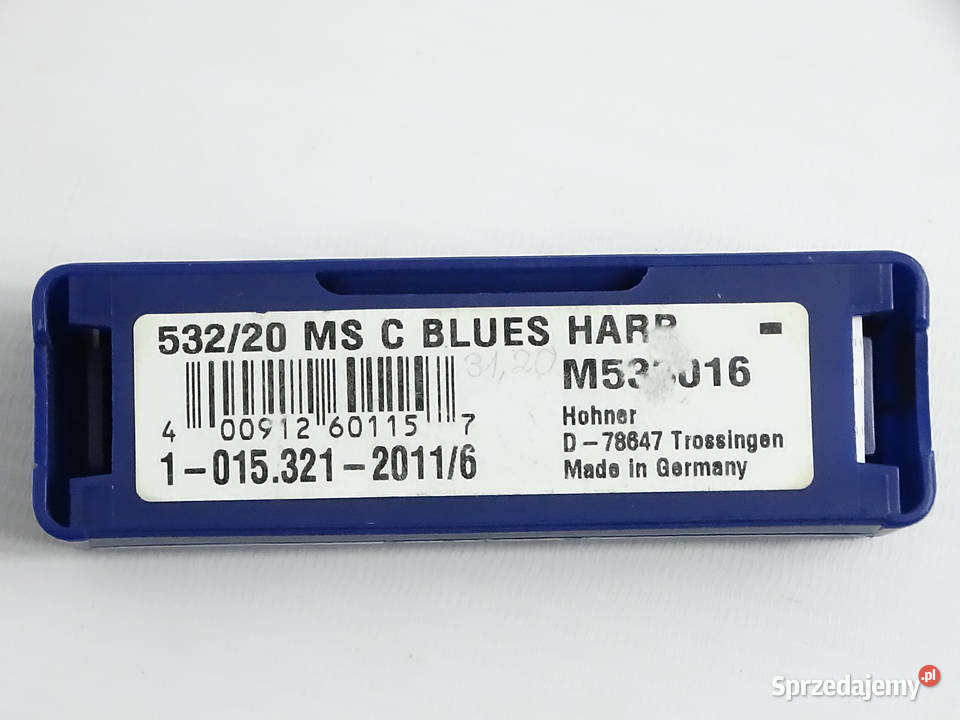 532/20 MS C BLUES HARP
31,20
4 00912 60115 7
1-015.321-2011/6
Hohner
D-78647 Trossingen
Made in Germany
Sprzedajemy.pl